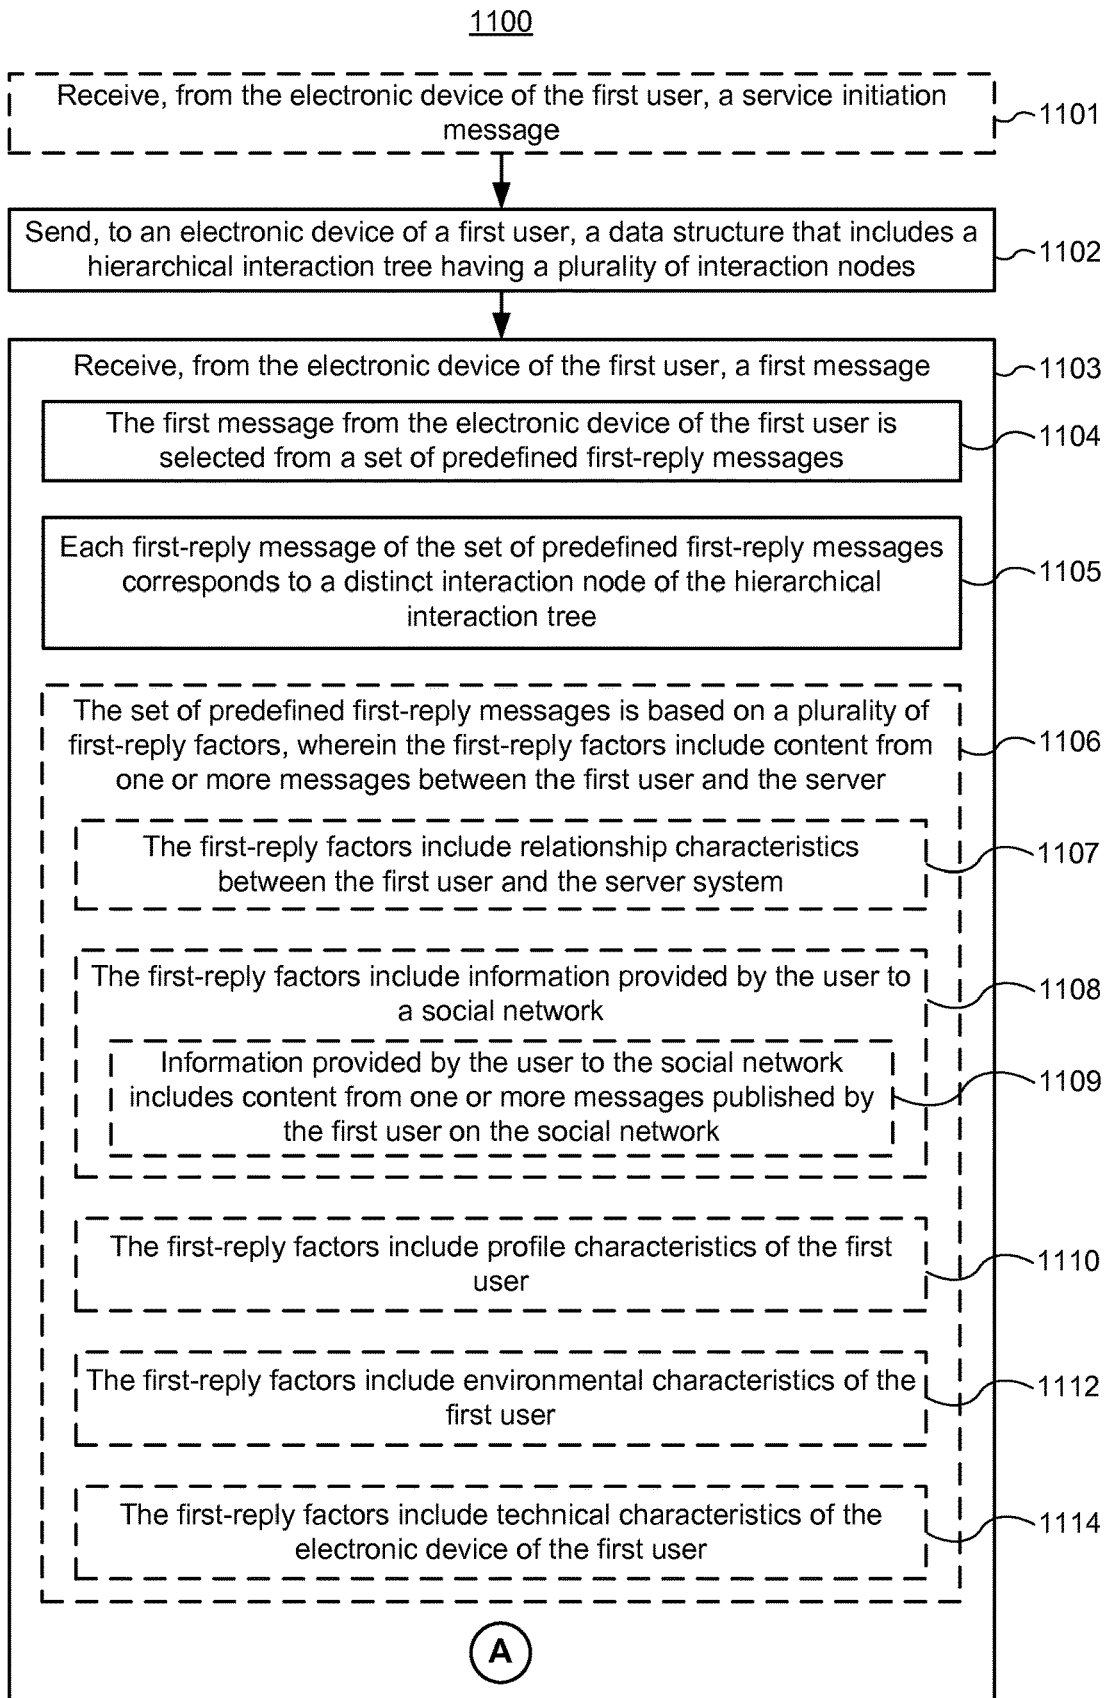 1100
Receive, from the electronic device of the first user, a service initiation
message
1101
Send, to an electronic device of a first user, a data structure that includes a
hierarchical interaction tree having a plurality of interaction nodes
1102
Receive, from the electronic device of the first user, a first message
1103
The first message from the electronic device of the first user is
selected from a set of predefined first-reply messages
1104
Each first-reply message of the set of predefined first-reply messages
corresponds to a distinct interaction node of the hierarchical
interaction tree
1105
The set of predefined first-reply messages is based on a plurality of
first-reply factors, wherein the first-reply factors include content from
one or more messages between the first user and the server
1106
The first-reply factors include relationship characteristics
between the first user and the server system
1107
The first-reply factors include information provided by the user to
a social network
1108
Information provided by the user to the social network
includes content from one or more messages published by
the first user on the social network
1109
The first-reply factors include profile characteristics of the first
user
1110
The first-reply factors include environmental characteristics of the
first user
1112
The first-reply factors include technical characteristics of the
electronic device of the first user
1114
A